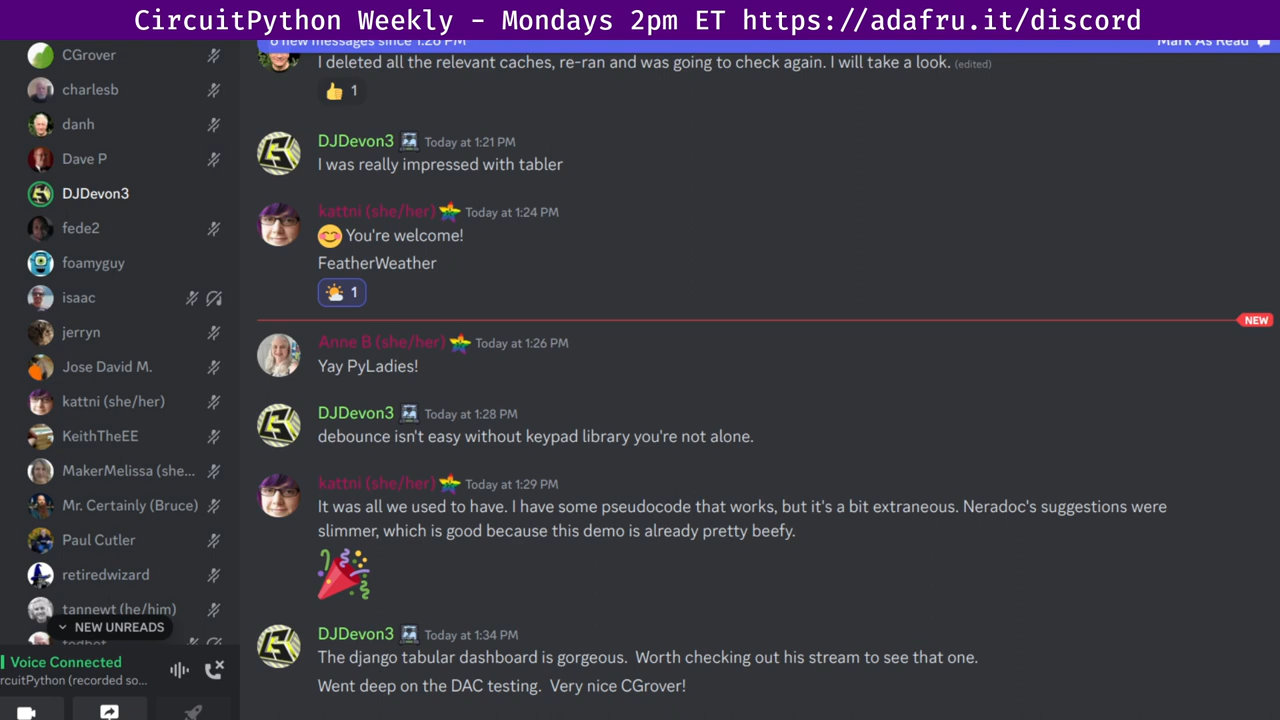 CircuitPython Weekly - Mondays 2pm ET https://adafru.it/discord
CGrover
charlesb
danh
Dave P
DJDevon3
fede2
foamyguy
isaac
jerryn
Jose David M.
kattni (she/her)
KeithTheEE
MakerMelissa (she...
Mr. Certainly (Bruce)
Paul Cutler
retiredwizard
tannewt (he/him)
NEW UNREADS
Voice Connected
rcuitPython (recorded so...
new messages since 1:26 PM
Mark As Read
I deleted all the relevant caches, re-ran and was going to check again. I will take a look. (edited)
1
DJDevon3 Today at 1:21 PM
I was really impressed with tabler
kattni (she/her) Today at 1:24 PM
You're welcome!
FeatherWeather
1
NEW
Anne B (she/her) Today at 1:26 PM
Yay PyLadies!
DJDevon3 Today at 1:28 PM
debounce isn't easy without keypad library you're not alone.
kattni (she/her) Today at 1:29 PM
It was all we used to have. I have some pseudocode that works, but it's a bit extraneous. Neradoc's suggestions were
slimmer, which is good because this demo is already pretty beefy.
DJDevon3 Today at 1:34 PM
The django tabular dashboard is gorgeous. Worth checking out his stream to see that one.
Went deep on the DAC testing. Very nice CGrover!